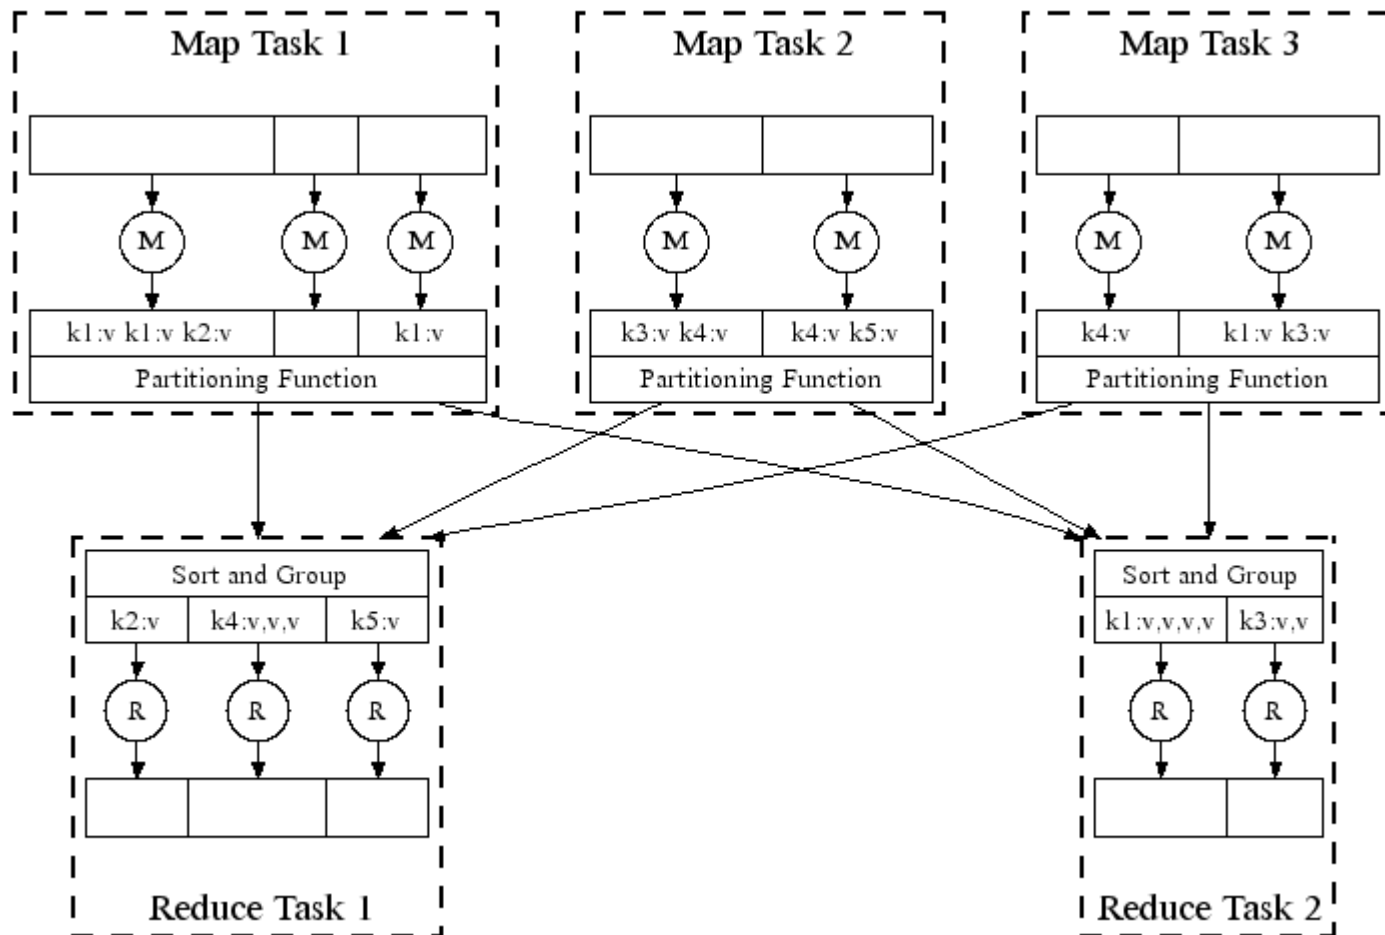 Map Task 1
Map Task 2
Map Task 3
M
M
M
M
M
M
M
k1:v k1:v k2:v
k1:v
k3:v k4:v
k4:v k5:v
k4:v
k1:v k3:v
Partitioning Function
Partitioning Function
Partitioning Function
Sort and Group
Sort and Group
k2:v
k4:v,v,v
k5:v
k1:v,v,v,v
k3:v,v
R
R
R
R
R
Reduce Task 1
Reduce Task 2